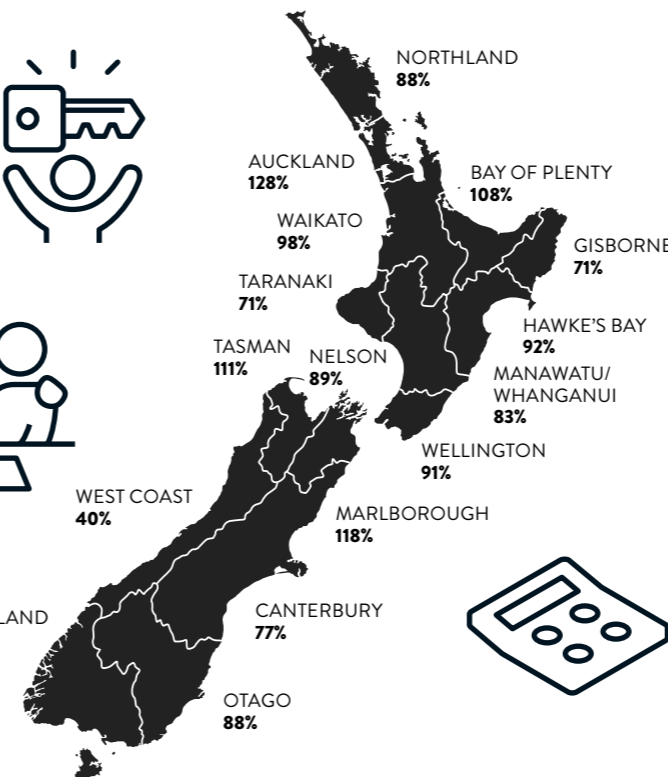 NORTHLAND
88%
AUCKLAND
128%
BAY OF PLENTY
108%
WAIKATO
98%
GISBORNE
71%
TARANAKI
71%
HAWKE'S BAY
92%
TASMAN
111%
NELSON
89%
MANAWATU/
WHANGANUI
83%
WELLINGTON
91%
WEST COAST
40%
MARLBOROUGH
118%
CANTERBURY
77%
LAND
OTAGO
88%